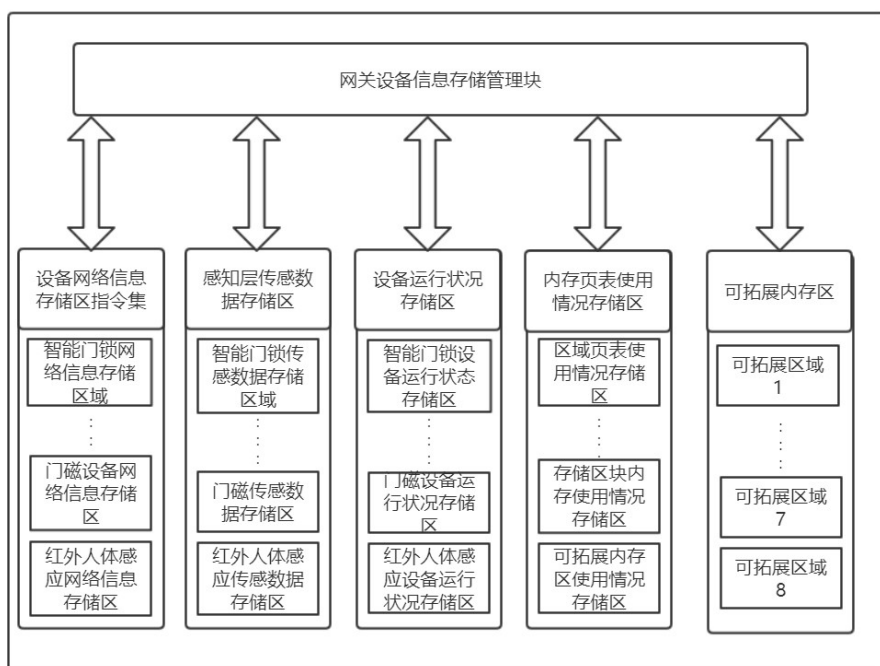 网关设备信息存储管理块
设备网络信息
存储区指令集
智能门锁网
络信息存储
区域
门磁设备网
络信息存储
区
红外人体感
应网络信息
存储区
感知层传感数
据存储区
智能门锁传
感数据存储
区域
门磁传感数
据存储区
红外人体感
应传感数据
存储区
设备运行状况
存储区
智能门锁设
备运行状态
存储区
门磁设备运
行状况存储
区
红外人体感
应设备运行
状况存储区
内存页表使用
情况存储区
区域页表使
用情况存储
区
存储区块内
存使用情况
存储区
可拓展内存
区使用情况
存储区
可拓展内存区
可拓展区域
1
可拓展区域
7
可拓展区域
8